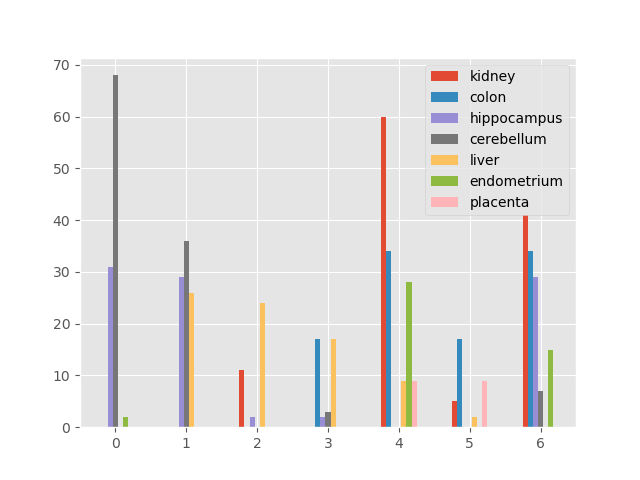 70
60
50
40
30
20
10
0
0 1 2 3 4 5 6
kidney
colon
hippocampus
cerebellum
liver
endometrium
placenta